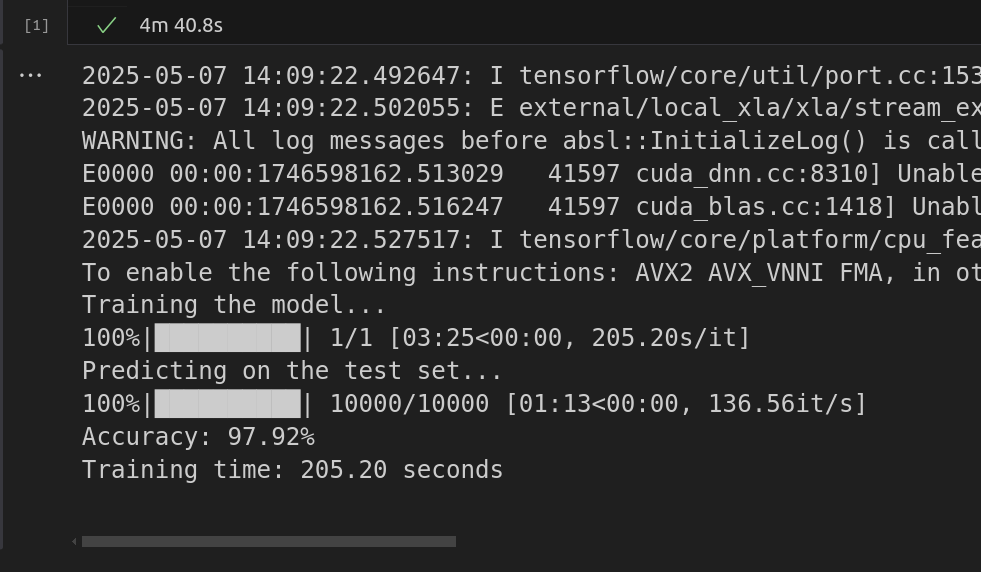 [1] 4m 40.8s
2025-05-07 14:09:22.492647: I tensorflow/core/util/port.cc:153
2025-05-07 14:09:22.502055: E external/local_xla/xla/stream_ex
WARNING: All log messages before absl::InitializeLog() is call
E0000 00:00:1746598162.513029   41597 cuda_dnn.cc:8310] Unable
E0000 00:00:1746598162.516247   41597 cuda_blas.cc:1418] Unabl
2025-05-07 14:09:22.527517: I tensorflow/core/platform/cpu_fea
To enable the following instructions: AVX2 AVX_VNNI FMA, in ot
Training the model...
100%|██████████| 1/1 [03:25<00:00, 205.20s/it]
Predicting on the test set...
100%|██████████| 10000/10000 [01:13<00:00, 136.56it/s]
Accuracy: 97.92%
Training time: 205.20 seconds